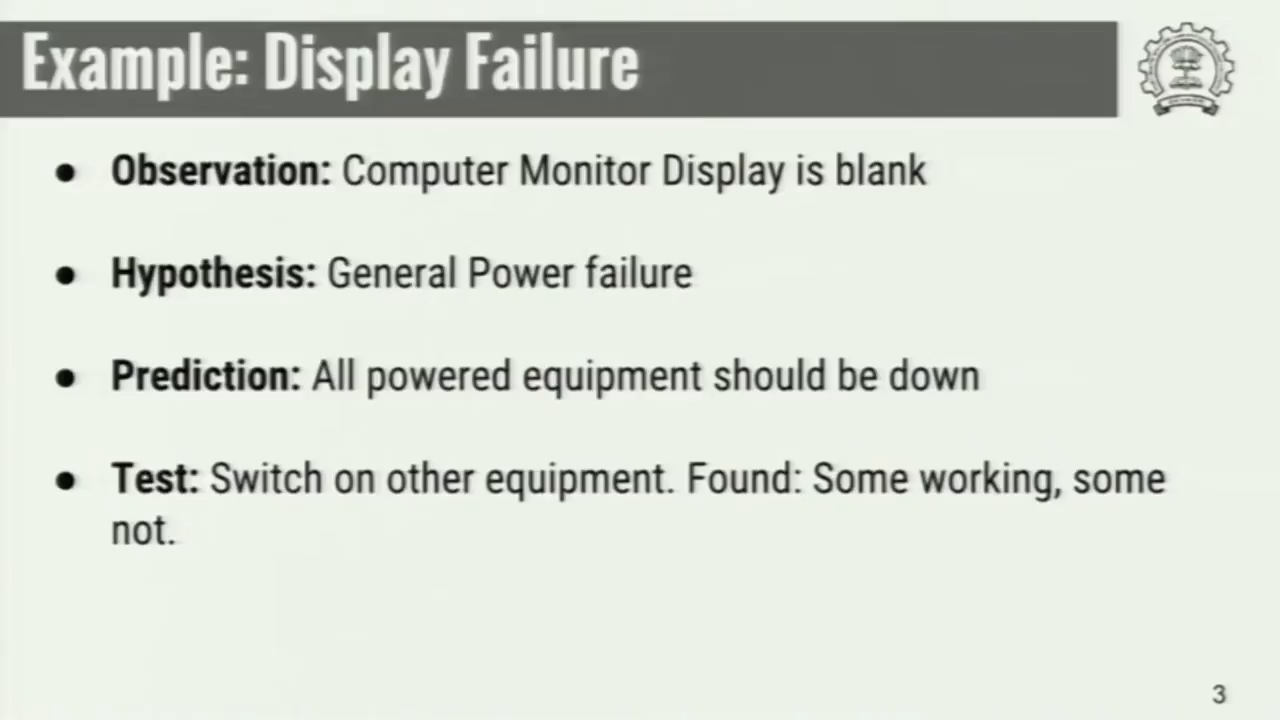 Example: Display Failure
● Observation: Computer Monitor Display is blank
● Hypothesis: General Power failure
● Prediction: All powered equipment should be down
● Test: Switch on other equipment. Found: Some working, some
not.
3